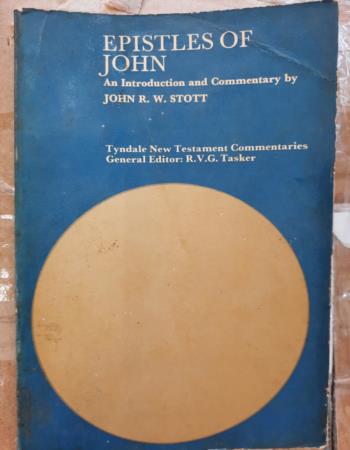 EPISTLES OF
JOHN
An Introduction and Commentary by
JOHN R. W. STOTT
Tyndale New Testament Commentaries
General Editor: R.V.G. Tasker